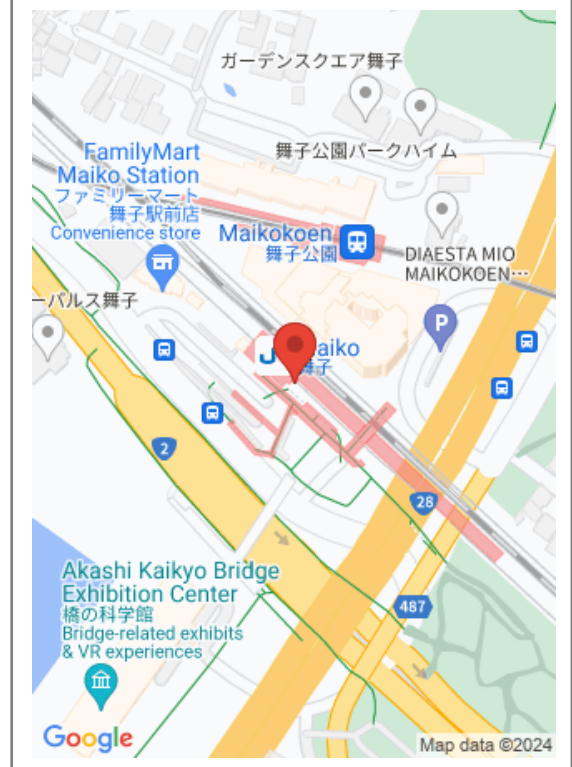 ガーデンスクエア舞子
舞子公園パークハイム
FamilyMart
Maiko Station
ファミリーマート
舞子駅前店
Convenience store
Maikokoen
舞子公園
DIAESTA MIO
MAIKOKOEN…
ーパルス舞子
P
J
aiko
舞子
2
28
487
Akashi Kaikyo Bridge
Exhibition Center
橋の科学館
Bridge-related exhibits
& VR experiences
Google
Map data ©2024